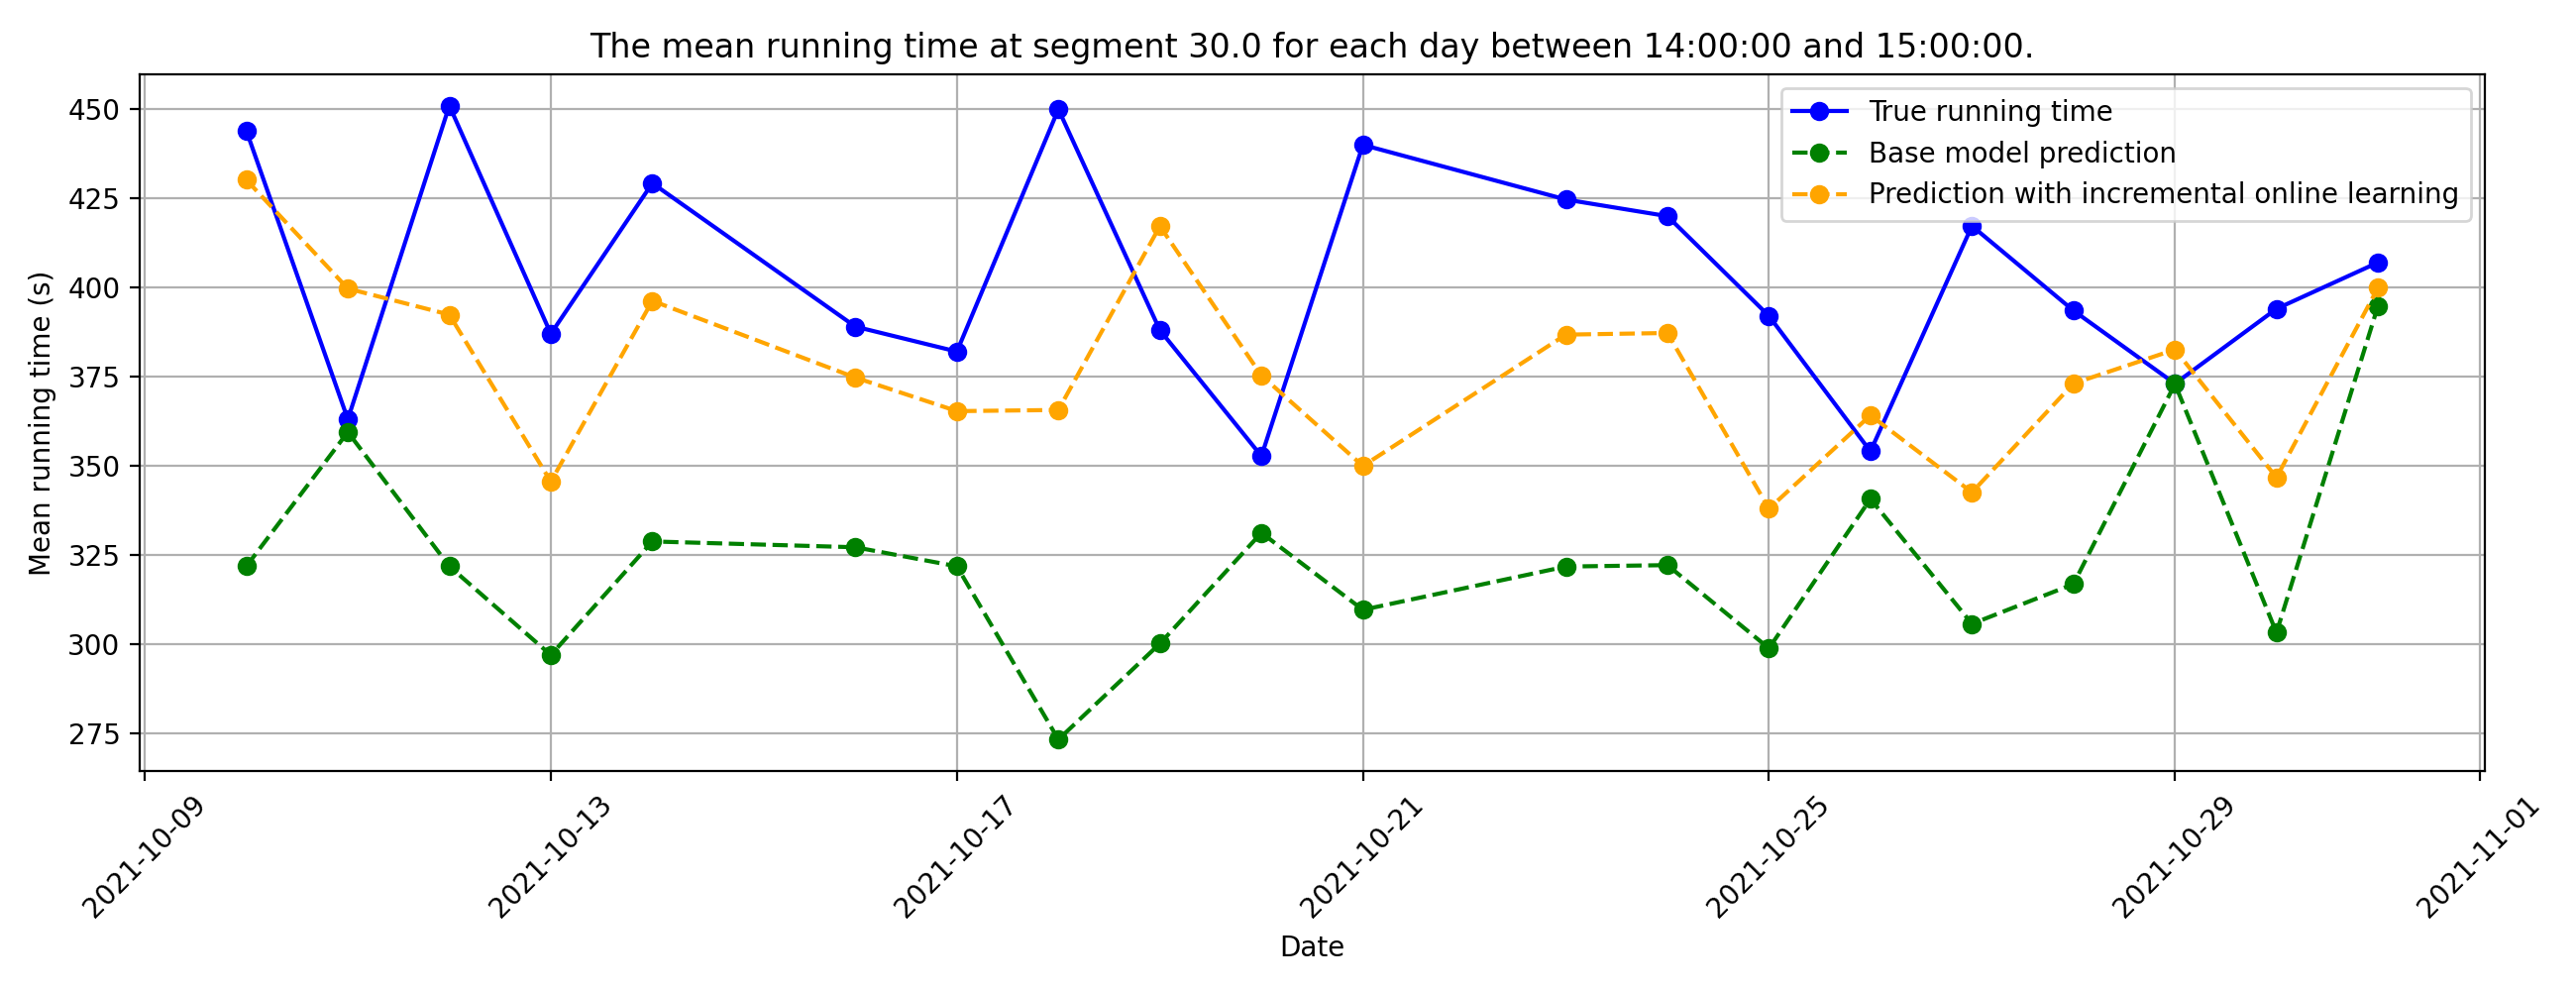 The mean running time at segment 30.0 for each day between 14:00:00 and 15:00:00.
True running time
Base model prediction
Prediction with incremental online learning
Mean running time (s)
450
425
400
375
350
325
300
275
2021-10-09
2021-10-13
2021-10-17
2021-10-21
2021-10-25
2021-10-29
2021-11-01
Date